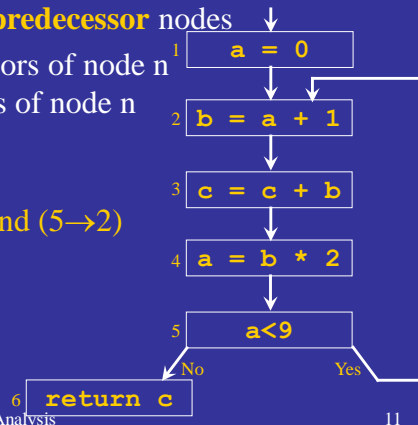 predecessor nodes
1 a = 0
ors of node n
s of node n
2 b = a + 1
3 c = c + b
nd (5→2)
4 a = b * 2
5 a<9
No Yes
6 return c
Analysis 11